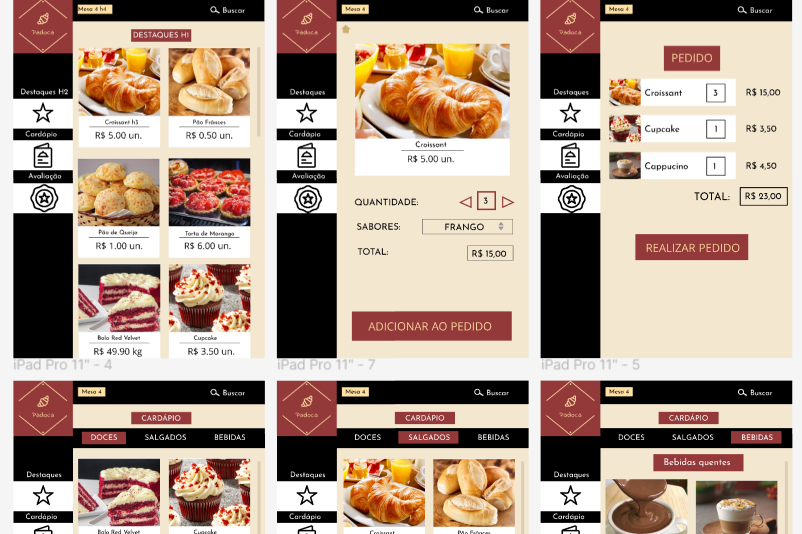 Mesa 4 h4
Buscar
Padoca
DESTAQUES H1
Destaques H2
Cardápio
Avaliação
Croissant h3
R$ 5.00 un.
Pão Frânces
R$ 0.50 un.
Pão de Queijo
R$ 1.00 un.
Torta de Morango
R$ 6.00 un.
Bolo Red Velvet
R$ 49.90 kg
Cupcake
R$ 3.50 un.
iPad Pro 11" - 4
Mesa 4
Buscar
Padoca
Destaques
Cardápio
Avaliação
Croissant
R$ 5.00 un.
QUANTIDADE:
3
SABORES:
FRANGO
TOTAL:
R$ 15,00
ADICIONAR AO PEDIDO
iPad Pro 11" - 7
Mesa 4
Buscar
Padoca
Destaques
Cardápio
Avaliação
PEDIDO
Croissant 3 R$ 15,00
Cupcake 1 R$ 3,50
Cappucino 1 R$ 4,50
TOTAL: R$ 23,00
REALIZAR PEDIDO
iPad Pro 11" - 5
Mesa 4
Buscar
Padoca
CARDÁPIO
DOCES SALGADOS BEBIDAS
Destaques
Cardápio
Bolo Red Velvet
Cupcake
Mesa 4
Buscar
Padoca
CARDÁPIO
DOCES SALGADOS BEBIDAS
Destaques
Cardápio
Croissant
Pão Frânces
Mesa 4
Buscar
Padoca
CARDÁPIO
DOCES SALGADOS BEBIDAS
Bebidas quentes
Destaques
Cardápio